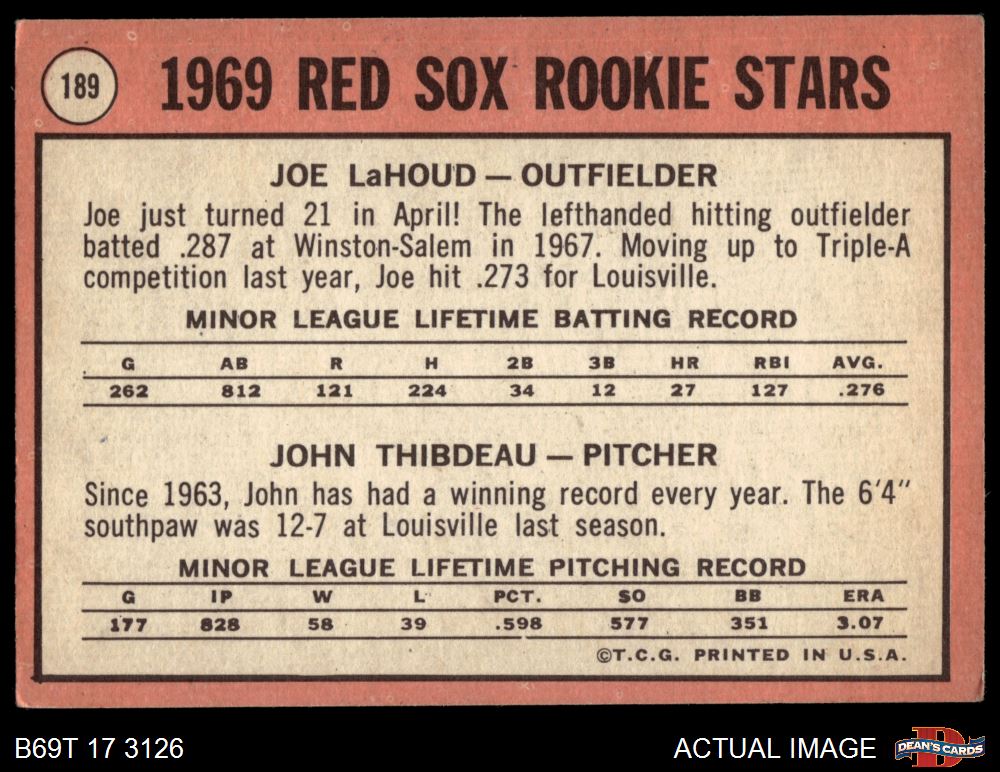 189
1969 RED SOX ROOKIE STARS
JOE LaHOUD — OUTFIELDER
Joe just turned 21 in April! The lefthanded hitting outfielder
batted .287 at Winston-Salem in 1967. Moving up to Triple-A
competition last year, Joe hit .273 for Louisville.
MINOR LEAGUE LIFETIME BATTING RECORD
G AB R H 2B 3B HR RBI AVG.
262 812 121 224 34 12 27 127 .276
JOHN THIBDEAU — PITCHER
Since 1963, John has had a winning record every year. The 6'4"
southpaw was 12-7 at Louisville last season.
MINOR LEAGUE LIFETIME PITCHING RECORD
G IP W L PCT. SO BB ERA
177 828 58 39 .598 577 351 3.07
©T.C.G. PRINTED IN U.S.A.
B69T 17 3126
ACTUAL IMAGE
D
DEAN'S CARDS